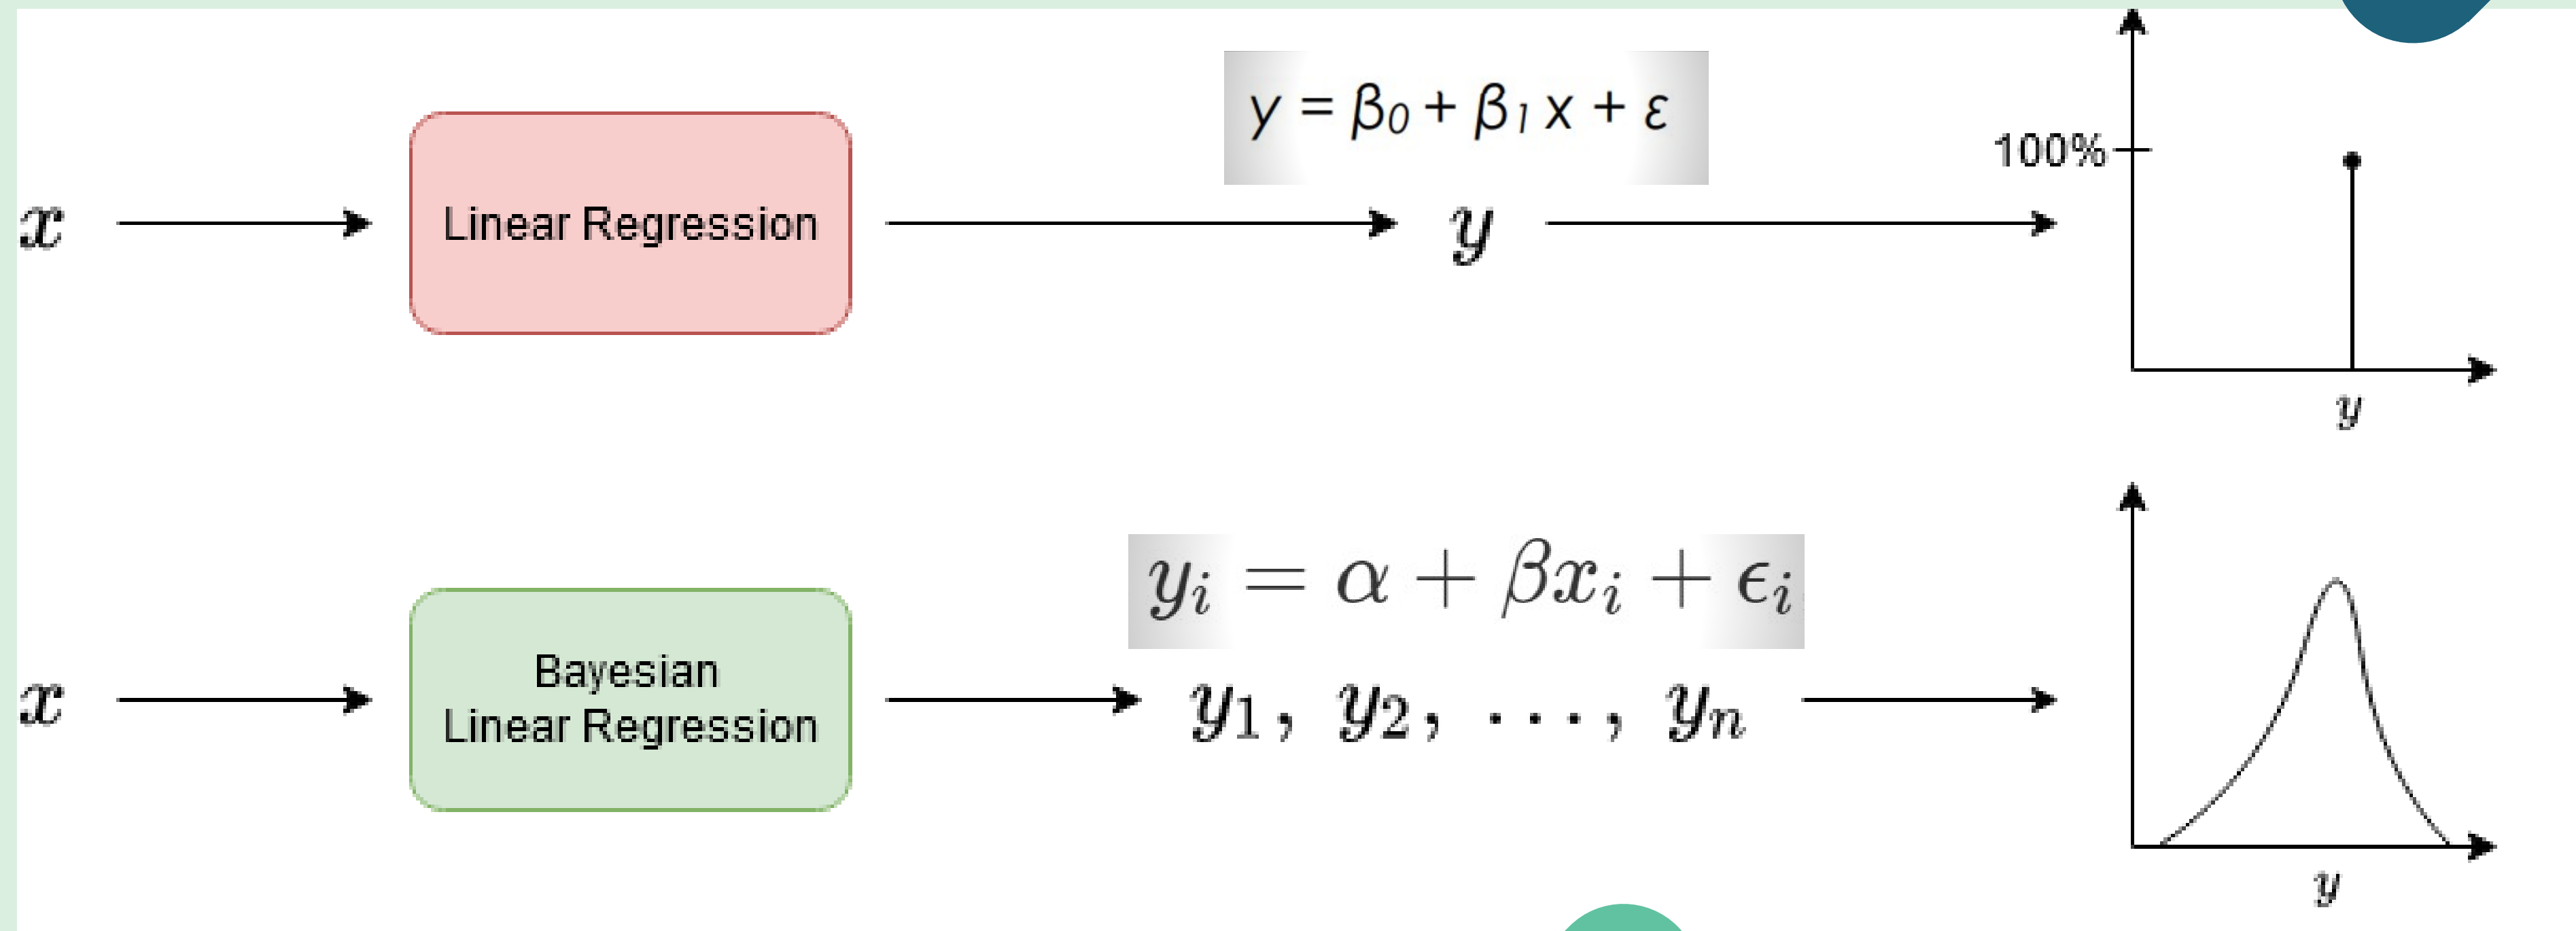 y = β₀ + β₁ x + ε
100%
x
Linear Regression
y
y
yᵢ = α + βxᵢ + ϵᵢ
x
Bayesian
Linear Regression
y₁, y₂, ..., yₙ
y